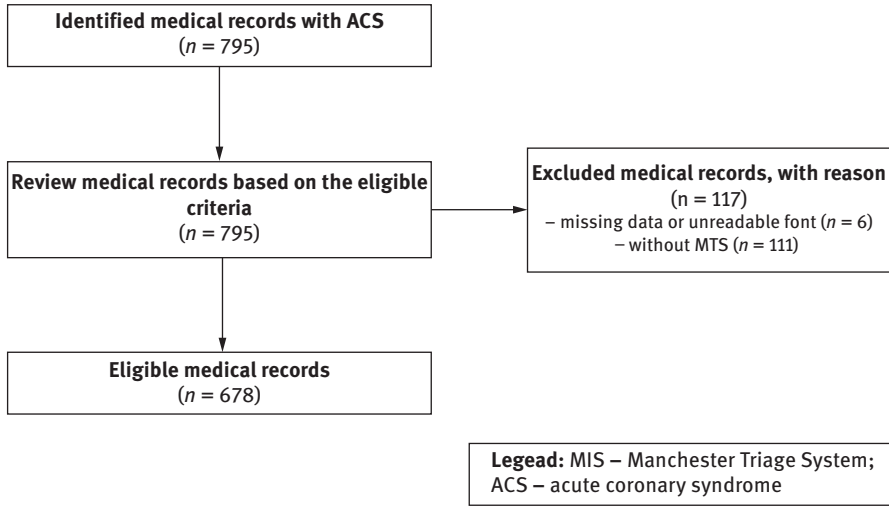 Identified medical records with ACS
(n = 795)
Review medical records based on the eligible
criteria
(n = 795)
Excluded medical records, with reason
(n = 117)
– missing data or unreadable font (n = 6)
– without MTS (n = 111)
Eligible medical records
(n = 678)
Legead: MIS – Manchester Triage System;
ACS – acute coronary syndrome